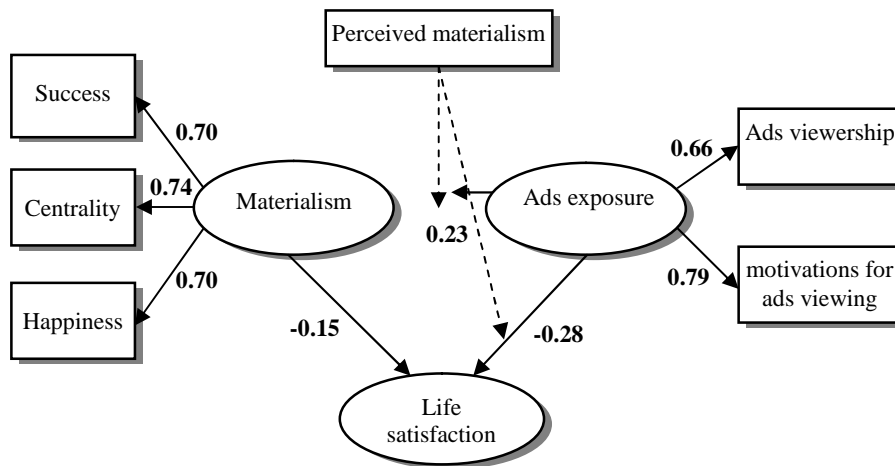 Perceived materialism
Success
0.70
Ads viewership
0.66
Centrality
0.74
Materialism
Ads exposure
0.23
0.70
0.79
motivations for
ads viewing
Happiness
-0.15
-0.28
Life
satisfaction